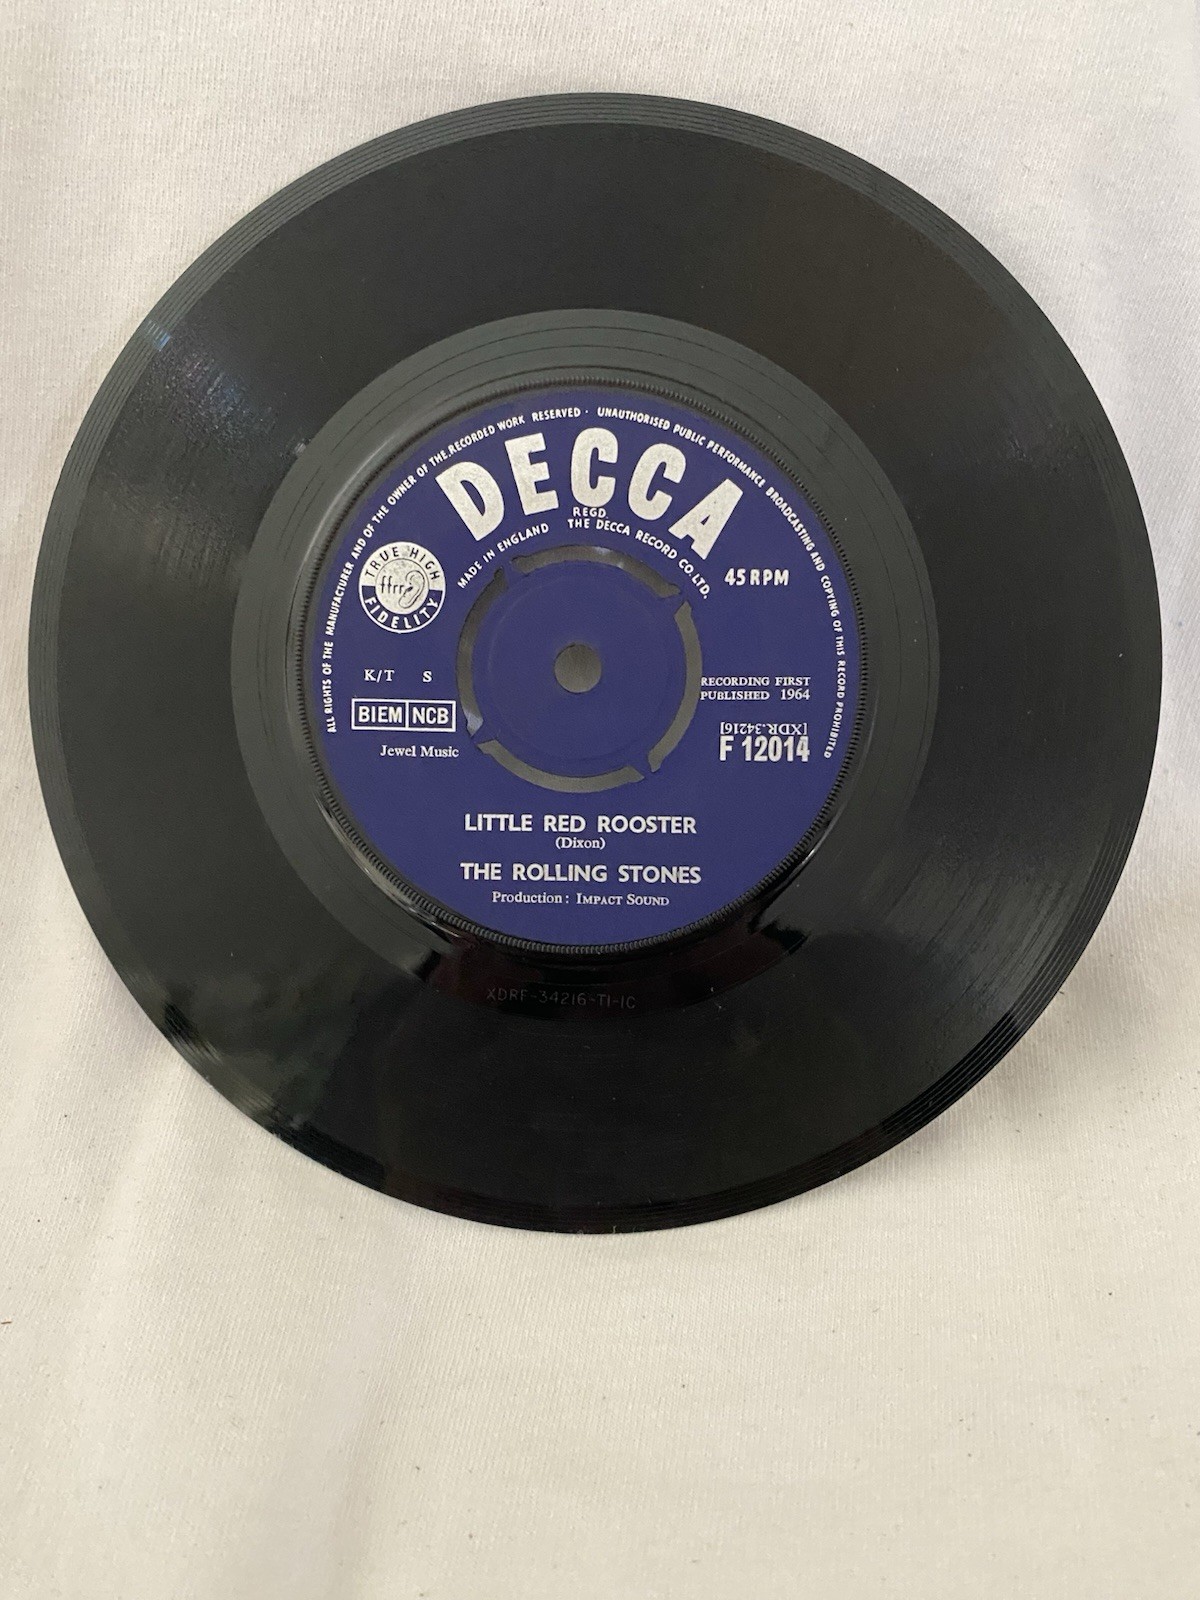 ALL RIGHTS OF THE MANUFACTURER AND OF THE OWNER OF THE RECORDED WORK RESERVED · UNAUTHORISED PUBLIC PERFORMANCE BROADCASTING AND COPYING OF THIS RECORD PROHIBITED
DECCA
REGD.
MADE IN ENGLAND THE DECCA RECORD CO. LTD.
TRUE HIGH
ffrr
FIDELITY
45 RPM
K/T S
BIEM NCB
Jewel Music
RECORDING FIRST
PUBLISHED 1964
[XDR.34216]
F 12014
LITTLE RED ROOSTER
(Dixon)
THE ROLLING STONES
Production : IMPACT SOUND
XDRF-34216-T1-1C